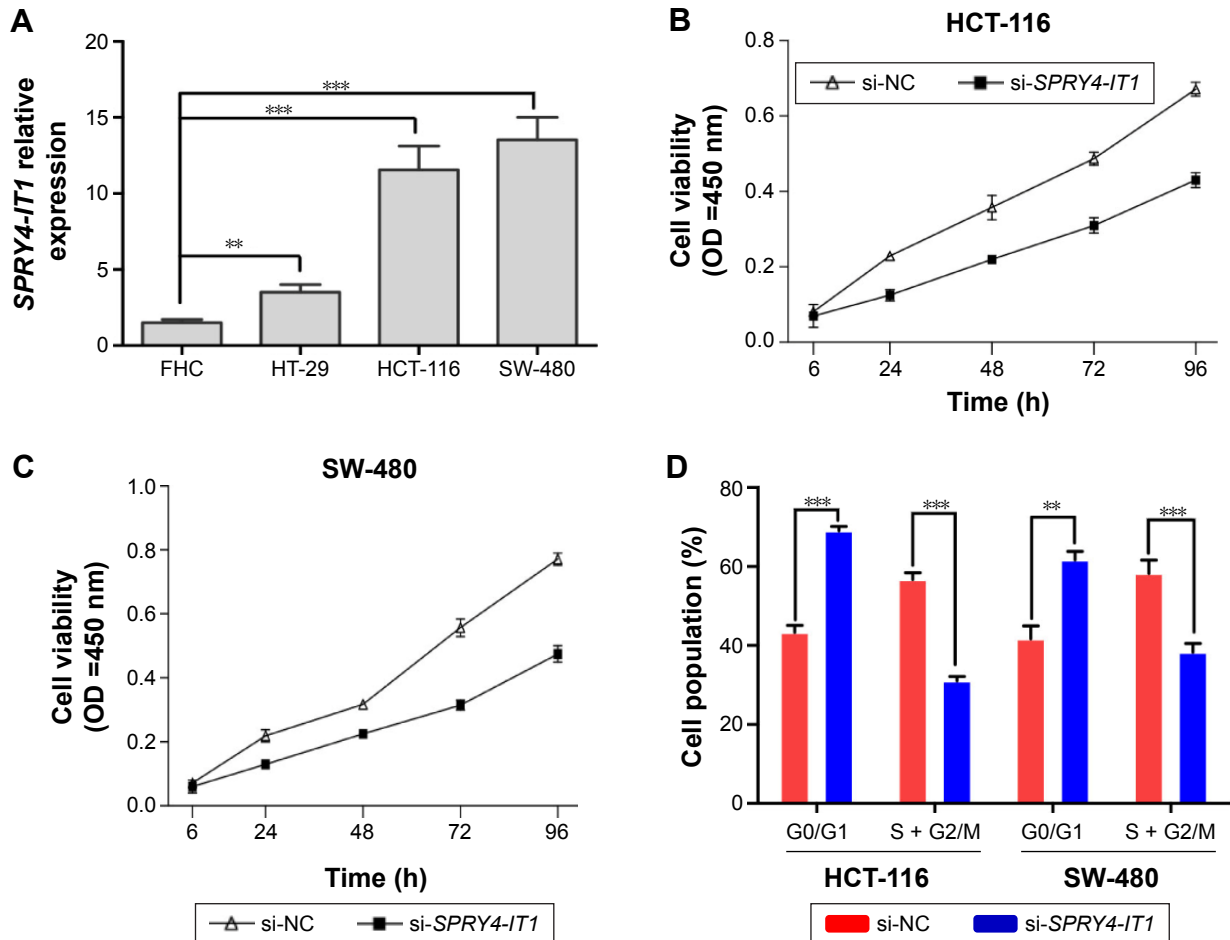 A
SPRY4-IT1 relative
expression
20
15
10
5
0
***
***
**
FHC
HT-29
HCT-116
SW-480
B
HCT-116
si-NC
si-SPRY4-IT1
Cell viability
(OD =450 nm)
0.8
0.6
0.4
0.2
0.0
6
24
48
72
96
Time (h)
C
SW-480
Cell viability
(OD =450 nm)
1.0
0.8
0.6
0.4
0.2
0.0
6
24
48
72
96
Time (h)
si-NC
si-SPRY4-IT1
D
Cell population (%)
80
60
40
20
0
***
***
**
***
G0/G1
S + G2/M
G0/G1
S + G2/M
HCT-116
SW-480
si-NC
si-SPRY4-IT1